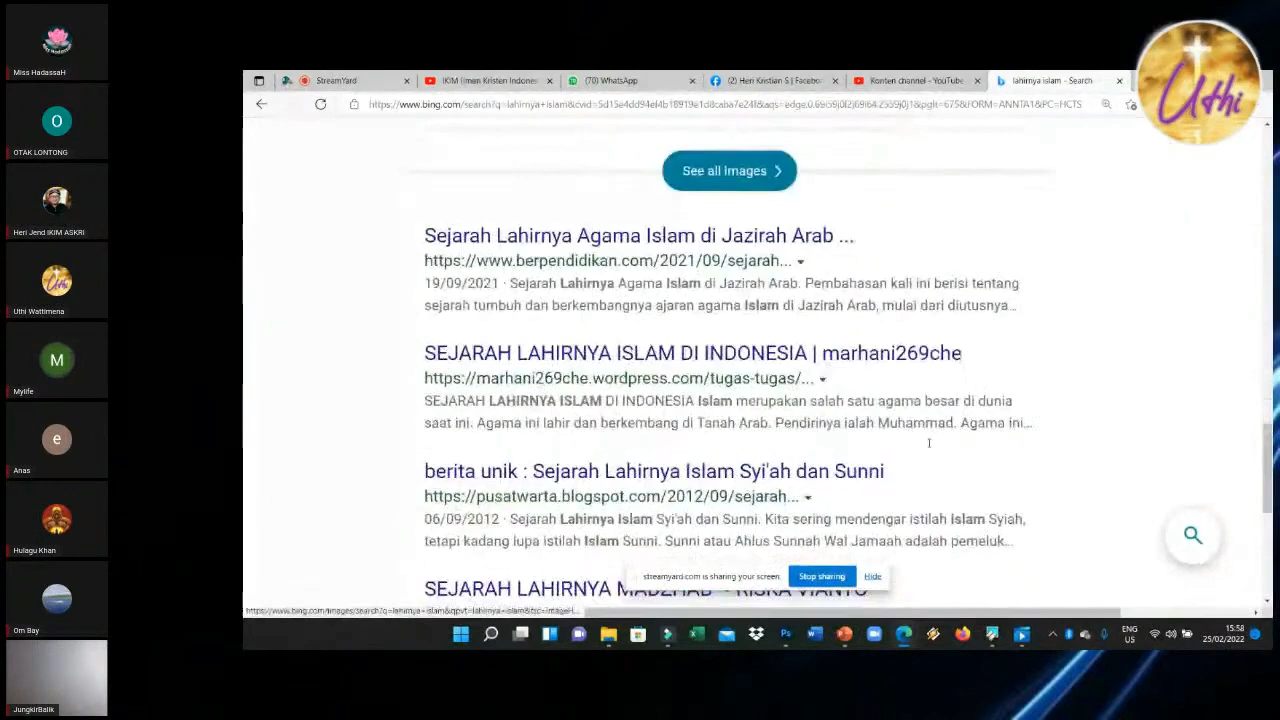 Miss HadassaH
O
OTAK LONTONG
Heri Jend IKIM ASKRI
Uthi Wattimena
M
Mylife
e
Anas
Hulagu Khan
Om Bay
JungkirBalik
Uthi
StreamYard
IKIM (Iman Kristen Indones
(70) WhatsApp
(2) Heri Kristian S | Facebo
Konten channel - YouTube
lahirnya islam - Search
See all images
Sejarah Lahirnya Agama Islam di Jazirah Arab ...
https://www.berpendidikan.com/2021/09/sejarah...
19/09/2021 · Sejarah Lahirnya Agama Islam di Jazirah Arab. Pembahasan kali ini berisi tentang
sejarah tumbuh dan berkembangnya ajaran agama Islam di Jazirah Arab, mulai dari diutusnya...
SEJARAH LAHIRNYA ISLAM DI INDONESIA | marhani269che
https://marhani269che.wordpress.com/tugas-tugas/...
SEJARAH LAHIRNYA ISLAM DI INDONESIA Islam merupakan salah satu agama besar di dunia
saat ini. Agama ini lahir dan berkembang di Tanah Arab. Pendirinya ialah Muhammad. Agama ini...
berita unik : Sejarah Lahirnya Islam Syi'ah dan Sunni
https://pusatwarta.blogspot.com/2012/09/sejarah...
06/09/2012 · Sejarah Lahirnya Islam Syi'ah dan Sunni. Kita sering mendengar istilah Islam Syiah,
tetapi kadang lupa istilah Islam Sunni. Sunni atau Ahlus Sunnah Wal Jamaah adalah pemeluk...
streamyard.com is sharing your screen.
Stop sharing
Hide
SEJARAH LAHIRNYA MADZHAB - RISKA VIANTO
ENG
US
15:58
25/02/2022